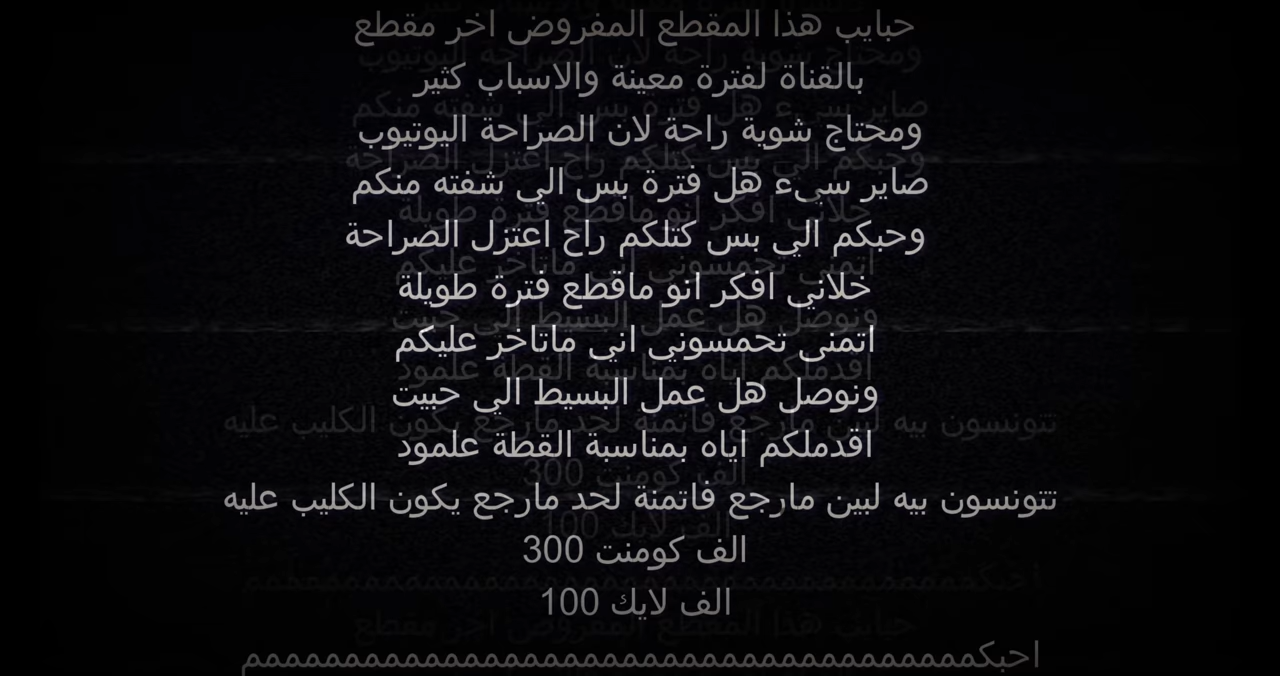 حبايب هذا المقطع المفروض اخر مقطع
بالقناة لفترة معينة والاسباب كثير
ومحتاج شوية راحة لان الصراحة اليوتيوب
صاير سيء هل فترة بس الي شفته منكم
وحبكم الي بس كتلكم راح اعتزل الصراحة
خلاني افكر انو ماقطع فترة طويلة
اتمنى تحمسوني اني ماتاخر عليكم
ونوصل هل عمل البسيط الي حبيت
اقدملكم اياه بمناسبة القطة علمود
تتونسون بيه لبين مارجع فاتمنة لحد مارجع يكون الكليب عليه
300 الف كومنت
100 الف لايك
احبكمممممممممممممممممممممممممممممممممم